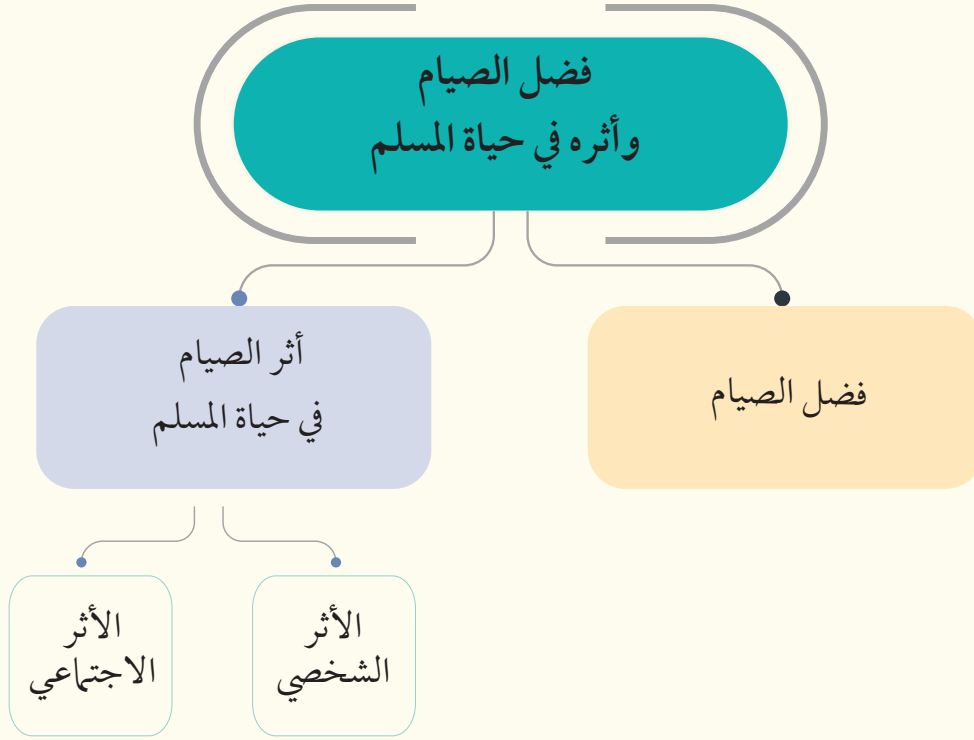 فضل الصيام
وأثره في حياة المسلم
فضل الصيام
أثر الصيام
في حياة المسلم
الأثر
الشخصي
الأثر
الاجتماعي